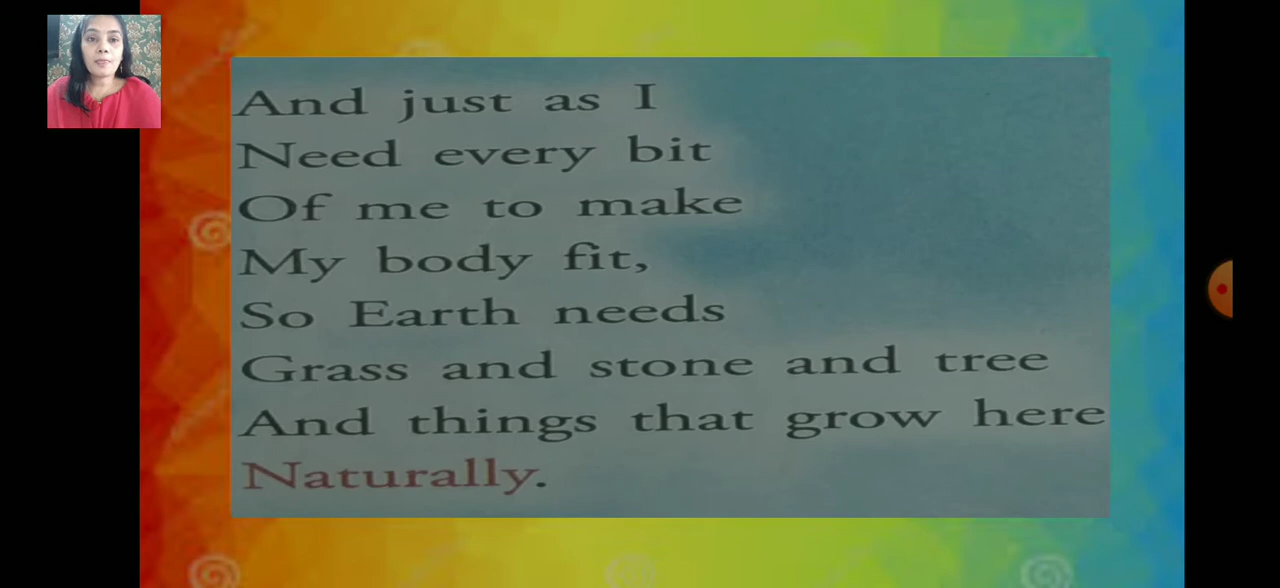 And just as I
Need every bit
Of me to make
My body fit,
So Earth needs
Grass and stone and tree
And things that grow here
Naturally.